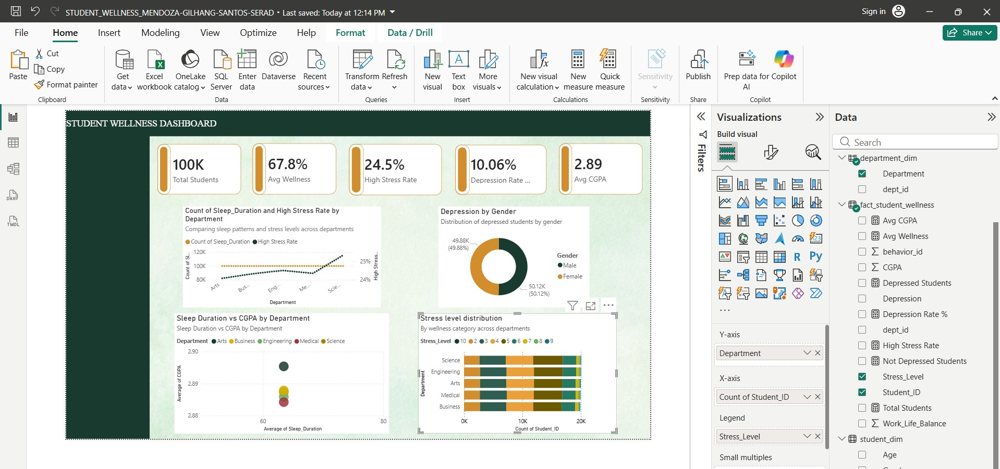 STUDENT_WELLNESS_MENDOZA-GILHANG-SANTOS-SERAD • Last saved: Today at 12:14 PM
Sign in
File Home Insert Modeling View Optimize Help Format Data / Drill
Share
Paste
Cut
Copy
Format painter
Clipboard
Get data
Excel workbook
OneLake catalog
SQL Server
Enter data
Dataverse
Recent sources
Data
Transform data
Refresh
Queries
New visual
Text box
More visuals
Insert
New visual calculation
New measure
Quick measure
Calculations
Sensitivity
Sensitivity
Publish
Share
Prep data for AI
Copilot
Copilot
DAX
TMDL
STUDENT WELLNESS DASHBOARD
100K
Total Students
67.8%
Avg Wellness
24.5%
High Stress Rate
10.06%
Depression Rate ...
2.89
Avg CGPA
Count of Sleep_Duration and High Stress Rate by
Department
Comparing sleep patterns and stress levels across departments
Count of Sleep_Duration High Stress Rate
Count of Sl...
120K
100K
80K
25%
24%
High Stress...
Arts Bus... Eng... Me... Scie...
Department
Depression by Gender
Distribution of depressed students by gender
49.88K
(49.88%)
50.12K
(50.12%)
Gender
Male
Female
Sleep Duration vs CGPA by Department
Sleep Duration vs CGPA by Department
Department Arts Business Engineering Medical Science
Average of CGPA
2.90
2.89
2.88
60 80
Average of Sleep_Duration
Stress level distribution
By wellness category across departments
Stress_Level 10 2 3 4 5 6 7 8 9
Department
Science
Engineering
Arts
Medical
Business
0K 10K 20K
Count of Student_ID
Filters
Visualizations
Build visual
123
R
Py
...
Y-axis
Department
X-axis
Count of Student_ID
Legend
Stress_Level
Small multiples
Data
Search
department_dim
Department
dept_id
fact_student_wellness
Avg CGPA
Avg Wellness
behavior_id
CGPA
Depressed Students
Depression
Depression Rate %
dept_id
High Stress Rate
Not Depressed Students
Stress_Level
Student_ID
Total Students
Work_Life_Balance
student_dim
Age